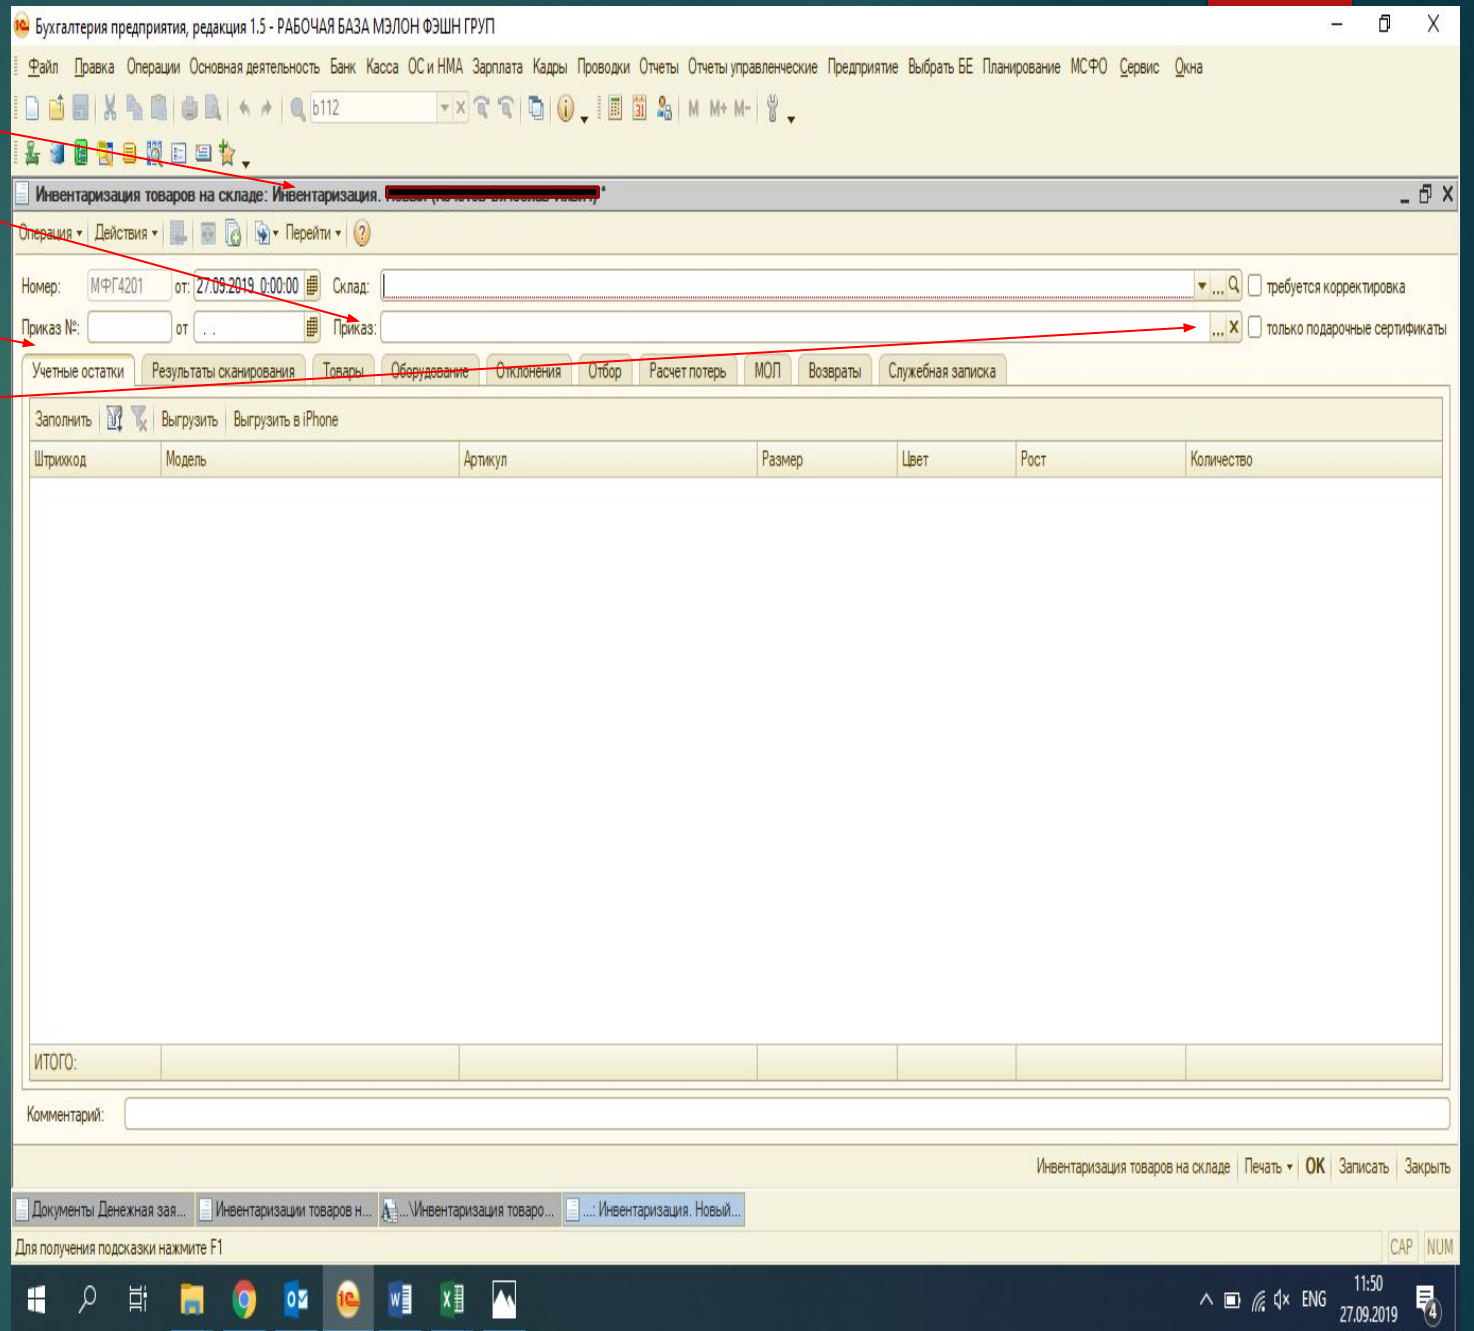 Бухгалтерия предприятия, редакция 1.5 - РАБОЧАЯ БАЗА МЭЛОН ФЭШН ГРУП
Файл Правка Операции Основная деятельность Банк Касса ОС и НМА Зарплата Кадры Проводки Отчеты Отчеты управленческие Предприятие Выбрать БЕ Планирование МСФО Сервис Окна
b112 31 M M+ M-
Инвентаризация товаров на складе: Инвентаризация. *
Операция Действия Перейти
Номер: МФГ4201 от: 27.09.2019 0:00:00 Склад: ... требуется корректировка
Приказ №: от . . Приказ: ... X только подарочные сертификаты
Учетные остатки Результаты сканирования Товары Оборудование Отклонения Отбор Расчет потерь МОЛ Возвраты Служебная записка
Заполнить Выгрузить Выгрузить в iPhone
Штрихкод Модель Артикул Размер Цвет Рост Количество
ИТОГО:
Комментарий:
Инвентаризация товаров на складе Печать OK Записать Закрыть
Документы Денежная зая... Инвентаризации товаров н... ...\Инвентаризация товаро... ...: Инвентаризация. Новый...
Для получения подсказки нажмите F1 CAP NUM
ENG 11:50
27.09.2019 4